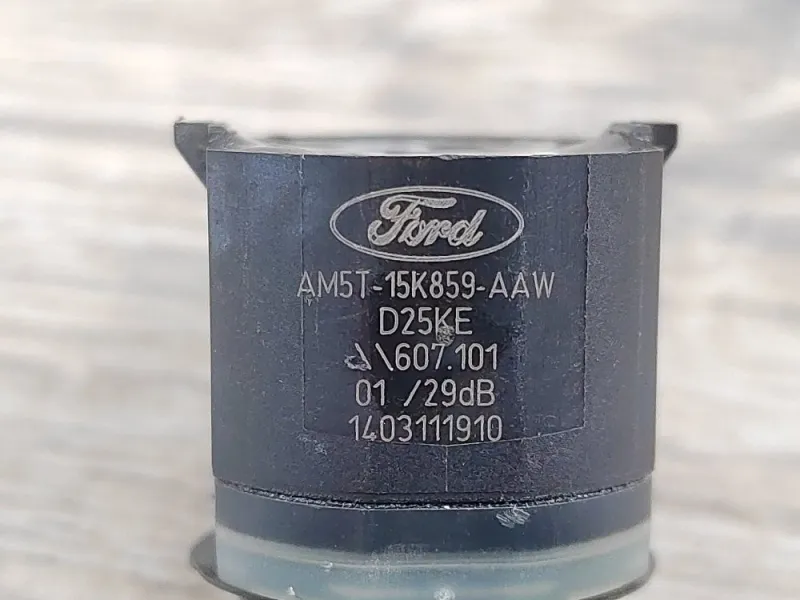 Ford
AM5T-15K859-AAW
D25KE
607.101
01 /29dB
1403111910